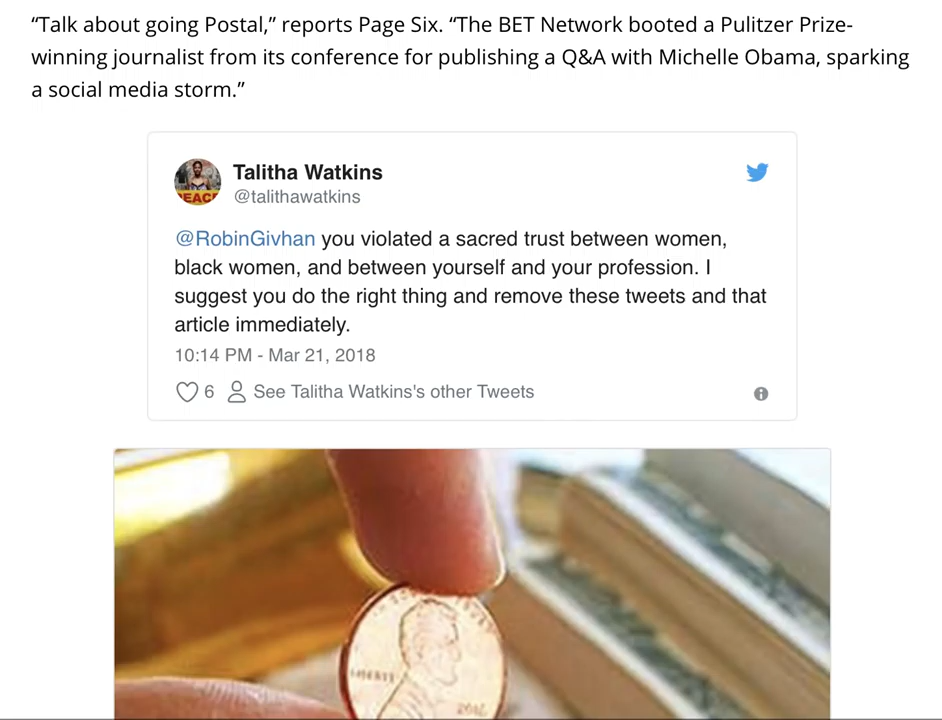 “Talk about going Postal,” reports Page Six. “The BET Network booted a Pulitzer Prize-
winning journalist from its conference for publishing a Q&A with Michelle Obama, sparking
a social media storm.”
Talitha Watkins
@talithawatkins
EACE
@RobinGivhan you violated a sacred trust between women,
black women, and between yourself and your profession. I
suggest you do the right thing and remove these tweets and that
article immediately.
10:14 PM - Mar 21, 2018
6 See Talitha Watkins's other Tweets
LIBERTY
2012